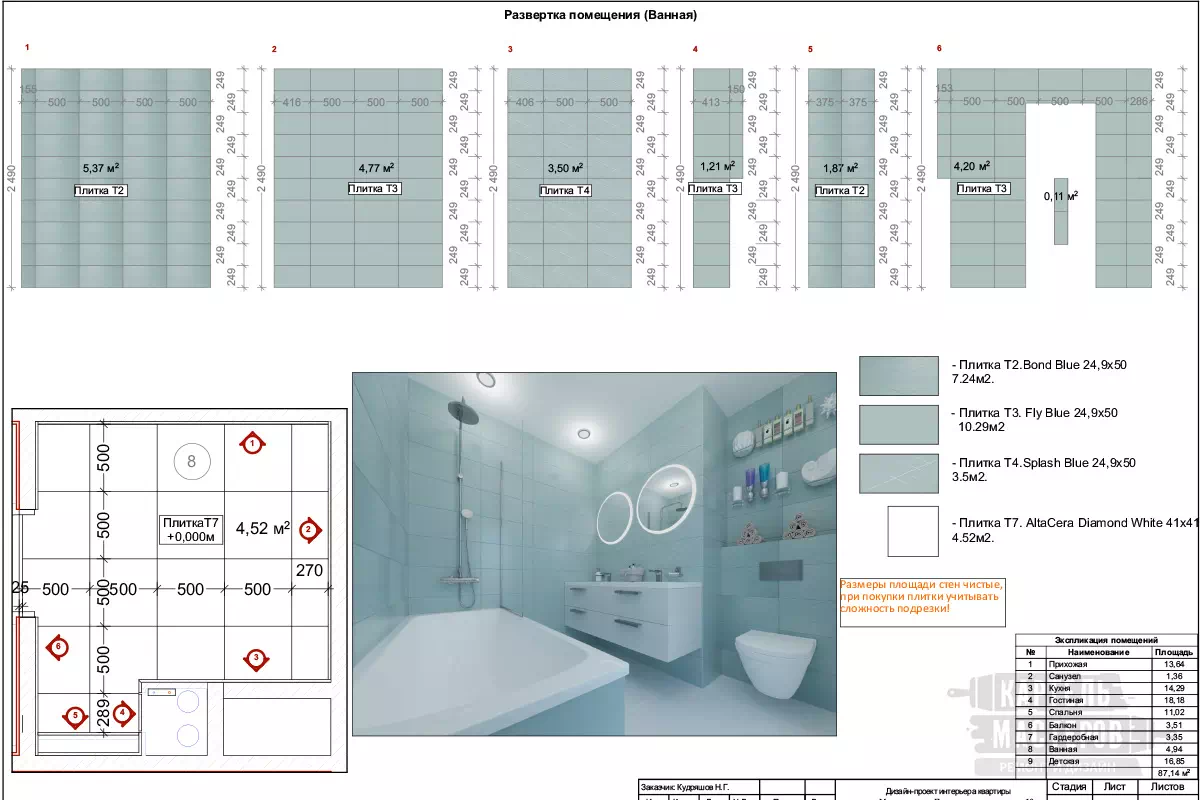 Развертка помещения (Ванная)
1
2
3
4
5
6
155
500
500
500
500
249
249
249
249
249
249
249
249
249
249
2 490
5,37 м²
Плитка Т2
416
500
500
500
249
249
249
249
249
249
249
249
249
249
2 490
4,77 м²
Плитка Т3
406
500
500
249
249
249
249
249
249
249
249
249
249
2 490
3,50 м²
Плитка Т4
413
150
249
249
249
249
249
249
249
249
249
249
2 490
1,21 м²
Плитка Т3
375
375
249
249
249
249
249
249
249
249
249
249
2 490
1,87 м²
Плитка Т2
153
500
500
500
500
286
249
249
249
249
249
249
249
249
249
249
2 490
4,20 м²
Плитка Т3
0,11 м²
- Плитка Т2.Bond Blue 24,9x50
7.24м2.
- Плитка Т3. Fly Blue 24,9x50
10.29м2
- Плитка Т4.Splash Blue 24,9x50
3.5м2.
- Плитка Т7. AltaCera Diamond White 41x41
4.52м2.
Размеры площади стен чистые,
при покупки плитки учитывать
сложность подрезки!
500
8
1
500
ПлиткаТ7
+0,000м
4,52 м²
2
270
25
500
500
500
500
500
6
500
3
289
5
4
Экспликация помещений
№ Наименование Площадь
1 Прихожая 13,64
2 Санузел 1,36
3 Кухня 14,29
4 Гостиная 18,18
5 Спальня 11,02
6 Балкон 3,51
7 Гардеробная 3,35
8 Ванная 4,94
9 Детская 16,85
87,14 м²
Заказчик: Кудряшов Н.Г.
Дизайн-проект интерьера квартиры
Стадия Лист Листов